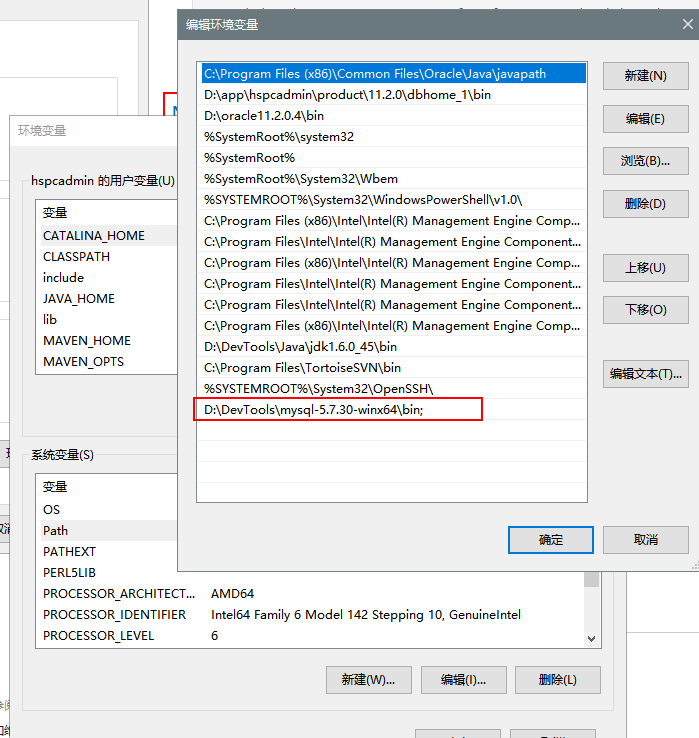 编辑环境变量
C:\Program Files (x86)\Common Files\Oracle\Java\javapath
D:\app\hspcadmin\product\11.2.0\dbhome_1\bin
D:\oracle11.2.0.4\bin
%SystemRoot%\system32
%SystemRoot%
%SystemRoot%\System32\Wbem
%SYSTEMROOT%\System32\WindowsPowerShell\v1.0\
C:\Program Files (x86)\Intel\Intel(R) Management Engine Comp...
C:\Program Files\Intel\Intel(R) Management Engine Component...
C:\Program Files (x86)\Intel\Intel(R) Management Engine Comp...
C:\Program Files\Intel\Intel(R) Management Engine Component...
C:\Program Files\Intel\Intel(R) Management Engine Component...
C:\Program Files (x86)\Intel\Intel(R) Management Engine Comp...
D:\DevTools\Java\jdk1.6.0_45\bin
C:\Program Files\TortoiseSVN\bin
%SYSTEMROOT%\System32\OpenSSH\
D:\DevTools\mysql-5.7.30-winx64\bin;
新建(N)
编辑(E)
浏览(B)...
删除(D)
上移(U)
下移(O)
编辑文本(T)...
确定
取消
环境变量
hspcadmin 的用户变量(U)
变量
CATALINA_HOME
CLASSPATH
include
JAVA_HOME
lib
MAVEN_HOME
MAVEN_OPTS
系统变量(S)
变量
OS
Path
PATHEXT
PERL5LIB
PROCESSOR_ARCHITECT... AMD64
PROCESSOR_IDENTIFIER Intel64 Family 6 Model 142 Stepping 10, GenuineIntel
PROCESSOR_LEVEL 6
新建(W)...
编辑(I)...
删除(L)